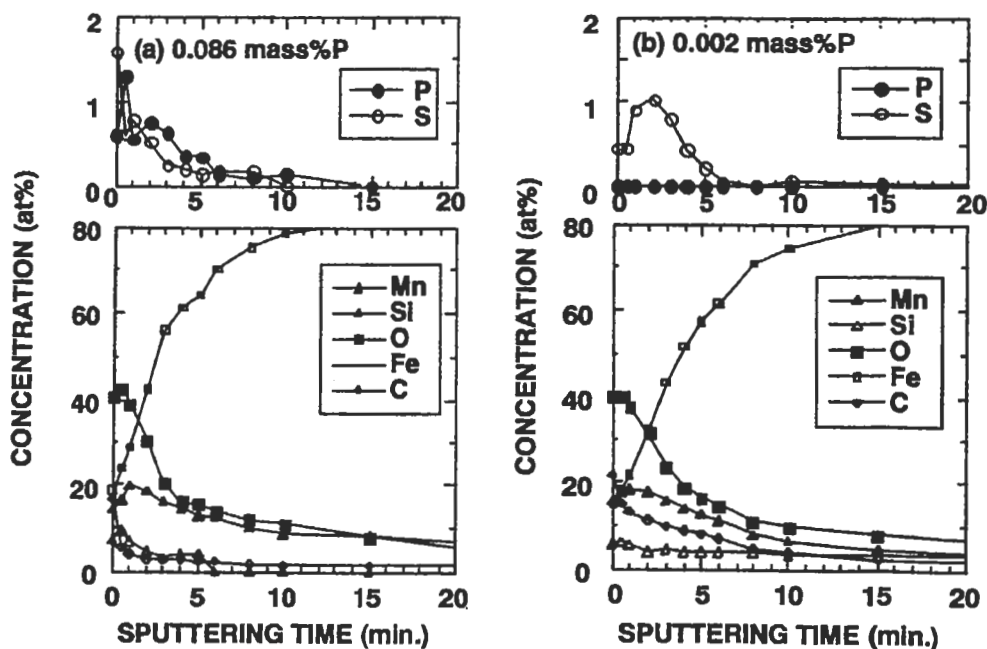 (a) 0.086 mass%P
P
S
2
1
0
0 5 10 15 20
(b) 0.002 mass%P
P
S
2
1
0
0 5 10 15 20
CONCENTRATION (at%)
80
60
40
20
0
Mn
Si
O
Fe
C
0 5 10 15 20
SPUTTERING TIME (min.)
CONCENTRATION (at%)
80
60
40
20
0
Mn
Si
O
Fe
C
0 5 10 15 20
SPUTTERING TIME (min.)